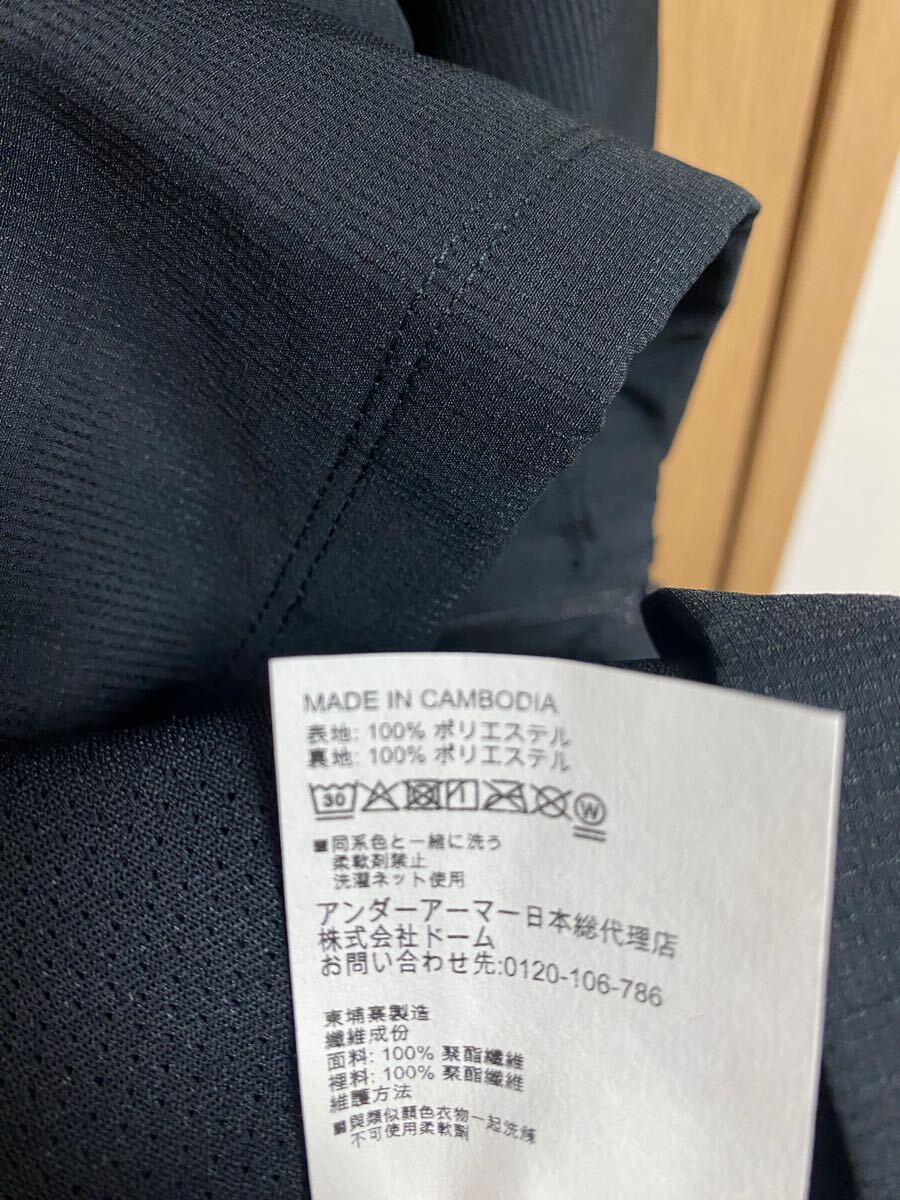 MADE IN CAMBODIA
表地: 100% ポリエステル
裏地: 100% ポリエステル
30 W
■同系色と一緒に洗う
柔軟剤禁止
洗濯ネット使用
アンダーアーマー日本総代理店
株式会社ドーム
お問い合わせ先:0120-106-786
柬埔寨製造
纖維成份
面料: 100% 聚酯纖維
裡料: 100% 聚酯纖維
維護方法
■與類似顏色衣物一起洗滌
不可使用柔軟劑